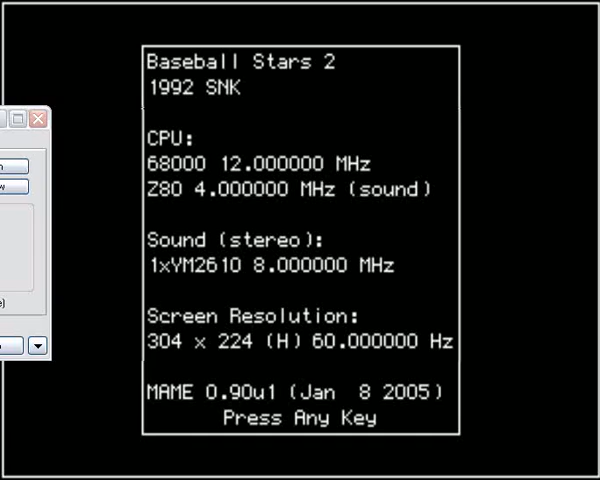 Baseball Stars 2
1992 SNK
CPU:
68000 12.000000 MHz
Z80 4.000000 MHz (sound)
Sound (stereo):
1xYM2610 8.000000 MHz
Screen Resolution:
304 x 224 (H) 60.000000 Hz
MAME 0.90u1 (Jan  8 2005)
Press Any Key